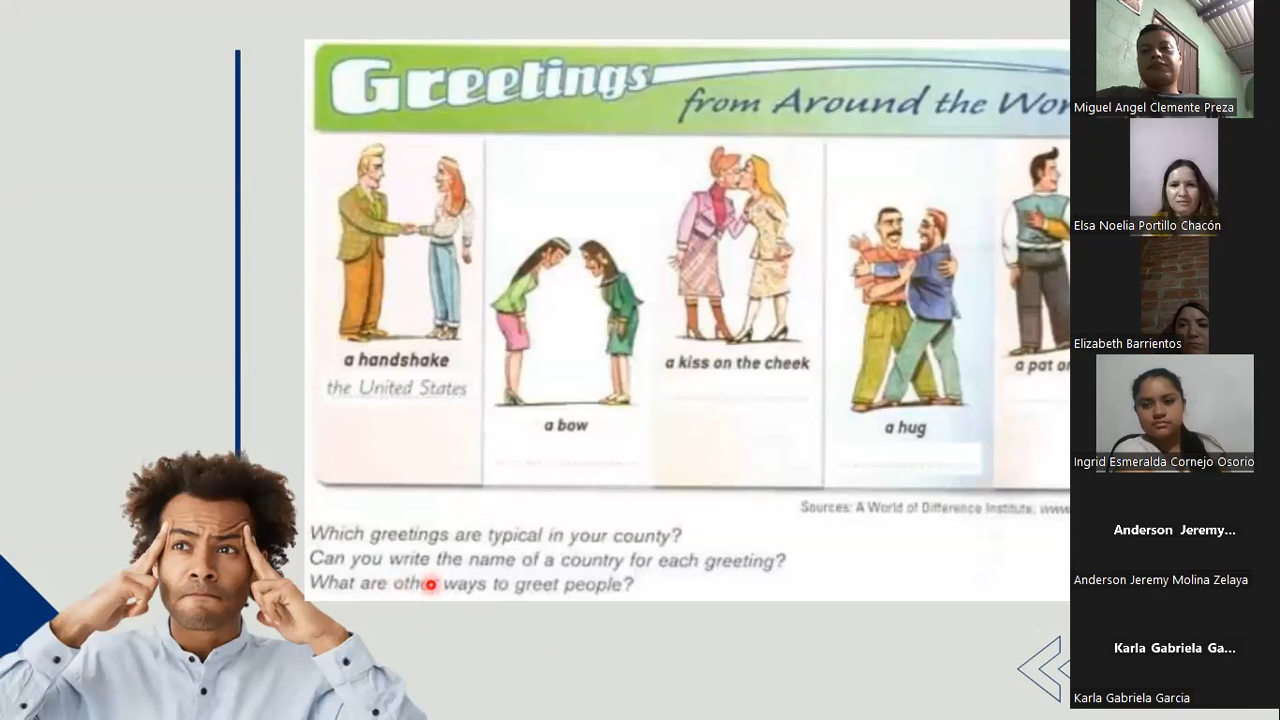 Greetings
from Around the Wor
a handshake
the United States
a bow
a kiss on the cheek
a hug
a pat o
Sources: A World of Difference Institute, www
Which greetings are typical in your county?
Can you write the name of a country for each greeting?
What are othe ways to greet people?
Miguel Angel Clemente Preza
Elsa Noelia Portillo Chacón
Elizabeth Barrientos
Ingrid Esmeralda Cornejo Osorio
Anderson Jeremy...
Anderson Jeremy Molina Zelaya
Karla Gabriela Ga...
Karla Gabriela Garcia